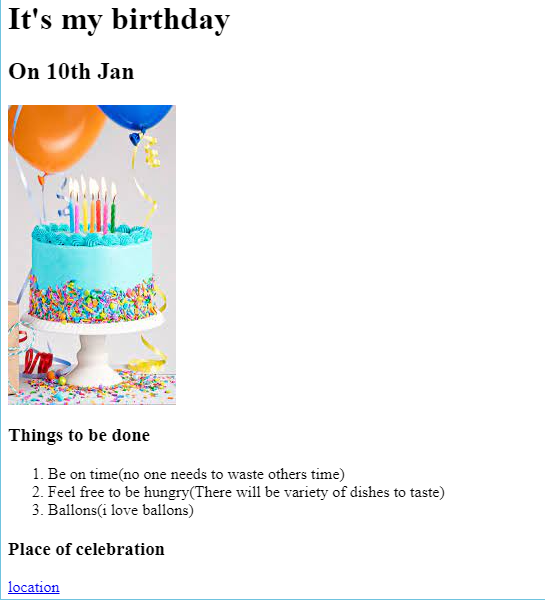 It's my birthday
On 10th Jan
Things to be done
1. Be on time(no one needs to waste others time)
2. Feel free to be hungry(There will be variety of dishes to taste)
3. Ballons(i love ballons)
Place of celebration
location